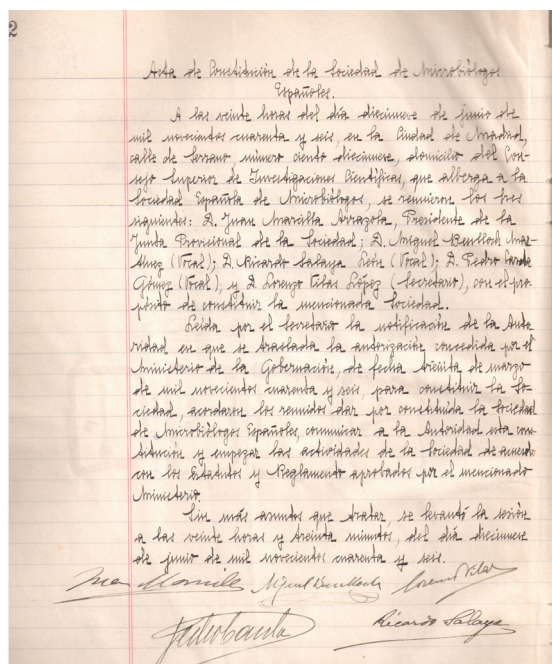 2
Acta de Constitución de la Sociedad de Microbiólogos
Españoles.
A las veinte horas del día diecinueve de junio de
mil novecientos cuarenta y seis, en la Ciudad de Madrid,
calle de Serrano número ciento diecinueve, domicilio del Con-
sejo Superior de Investigaciones Científicas, que alberga a la
Sociedad Española de Microbiólogos, se reunieron los Sres
siguientes: D. Juan Marcilla Arrazola, Presidente de la
Junta Provisional de la Sociedad; D. Miguel Benlloch Mar-
tínez (Vocal); D. Ricardo Salaya León (Vocal); D. Pedro
Gómez (Vocal); y D. Lorenzo Vilas López (Secretario), con el pro-
pósito de constituir la mencionada Sociedad.
Leída por el Secretario la notificación de la Auto-
ridad en que se traslada la autorización concedida por el
Ministerio de la Gobernación, de fecha treinta de marzo
de mil novecientos cuarenta y seis, para constituir la So-
ciedad, acordaron los reunidos dar por constituída la Sociedad
de Microbiólogos Españoles, comunicar a la Autoridad esta cons-
titución y empezar las actividades de la Sociedad de acuerdo
con los Estatutos y Reglamento aprobados por el mencionado
Ministerio.
Sin más asuntos que tratar, se levantó la sesión
a las veinte horas y treinta minutos, del día diecinueve
de junio de mil novecientos cuarenta y seis.
Juan Marcilla Miguel Benlloch Lorenzo Vilas
Ricardo Salaya